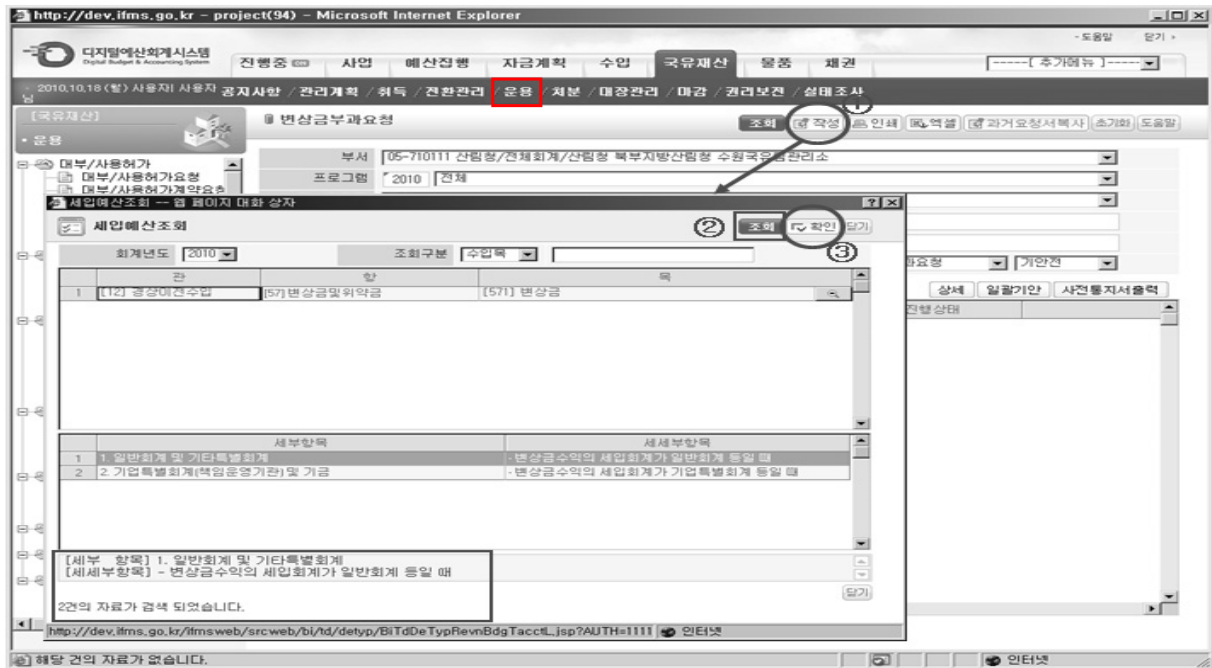 http://dev.ifms.go.kr - project(94) - Microsoft Internet Explorer
디지털예산회계시스템
Digital Budget & Accounting System
- 도움말 닫기 ×
진행중 사업 예산집행 자금계획 수입 국유재산 물품 채권
-----[ 추가메뉴 ]-----
2010,10,18 (월) 사용자I 사용자님
공지사항 / 관리계획 / 취득 / 전환관리 / 운용 / 처분 / 대장관리 / 마감 / 권리보전 / 실태조사
①
[국유재산]
• 운용
변상금부과요청
조회 작성 인쇄 엑셀 과거요청서복사 초기화 도움말
대부/사용허가
대부/사용허가요청
대부/사용허가계약요청
부서 05-710111 산림청/전체회계/산림청 북부지방산림청 수원국유림관리소
프로그램 2010 전체
세입예산조회 -- 웹 페이지 대화 상자
세입예산조회
② 조회 확인 닫기
③
회계년도 2010 조회구분 수입목
관 항 목
1 [12] 경상이전수입 [57] 변상금및위약금 [571] 변상금
과요청 기안전
상세 일괄기안 사전통지서출력
진행상태
세부항목 세세부항목
1 1. 일반회계 및 기타특별회계 - 변상금수익의 세입회계가 일반회계 등일 때
2 2. 기업특별회계(책임운영기관) 및 기금 - 변상금수익의 세입회계가 기업특별회계 등일 때
[세부 항목] 1. 일반회계 및 기타특별회계
[세세부항목] - 변상금수익의 세입회계가 일반회계 등일 때
2건의 자료가 검색 되었습니다.
닫기
http://dev.ifms.go.kr/ifmsweb/srcweb/bi/td/detyp/BiTdDeTypRevnBdgTacctL.jsp?AUTH=1111 인터넷
해당 건의 자료가 없습니다.
인터넷